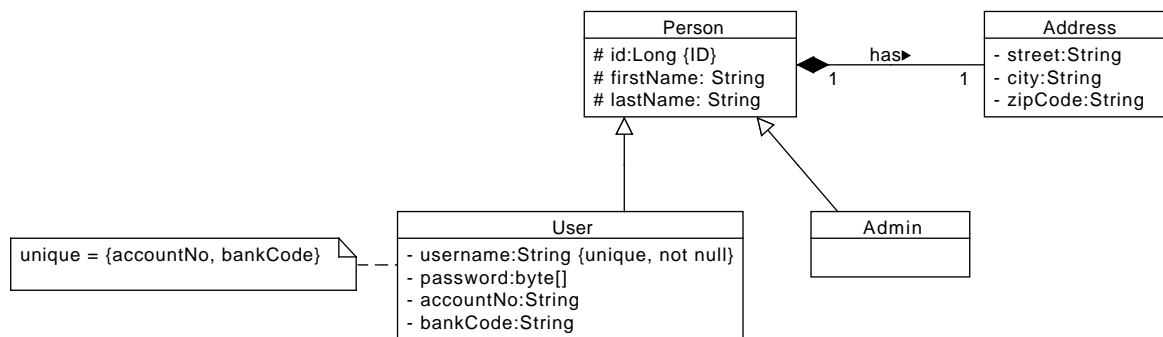 Person
# id:Long {ID}
# firstName: String
# lastName: String
has▶
1
1
Address
- street:String
- city:String
- zipCode:String
unique = {accountNo, bankCode}
User
- username:String {unique, not null}
- password:byte[]
- accountNo:String
- bankCode:String
Admin